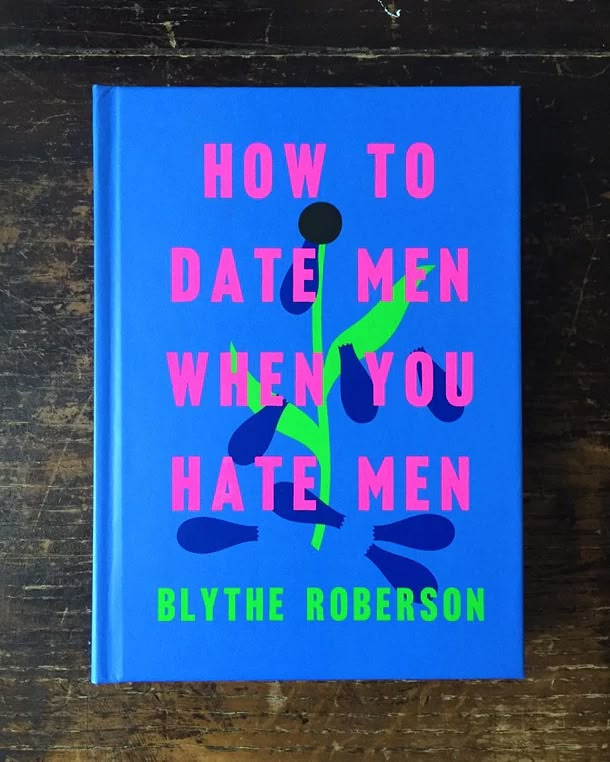 HOW TO
DATE MEN
WHEN YOU
HATE MEN
BLYTHE ROBERSON